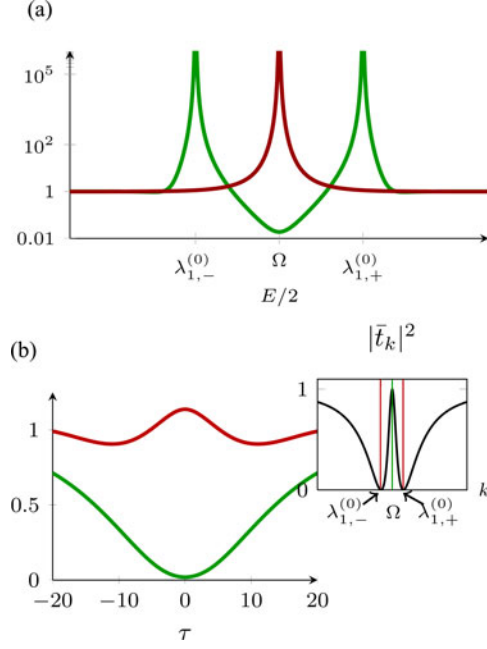 (a)
10^5
10^2
1
0.01
λ_{1,-}^{(0)} Ω λ_{1,+}^{(0)}
E/2
(b)
|t̄_k|^2
1
0 k
λ_{1,-}^{(0)} Ω λ_{1,+}^{(0)}
1
0.5
0
−20 −10 0 10 20
τ